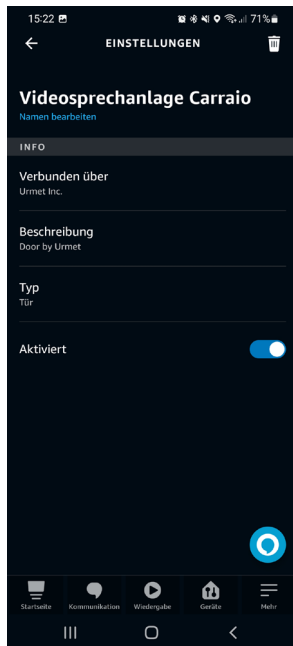 15:22 71%
EINSTELLUNGEN
Videosprechanlage Carraio
Namen bearbeiten
INFO
Verbunden über
Urmet Inc.
Beschreibung
Door by Urmet
Typ
Tür
Aktiviert
Startseite Kommunikation Wiedergabe Geräte Mehr